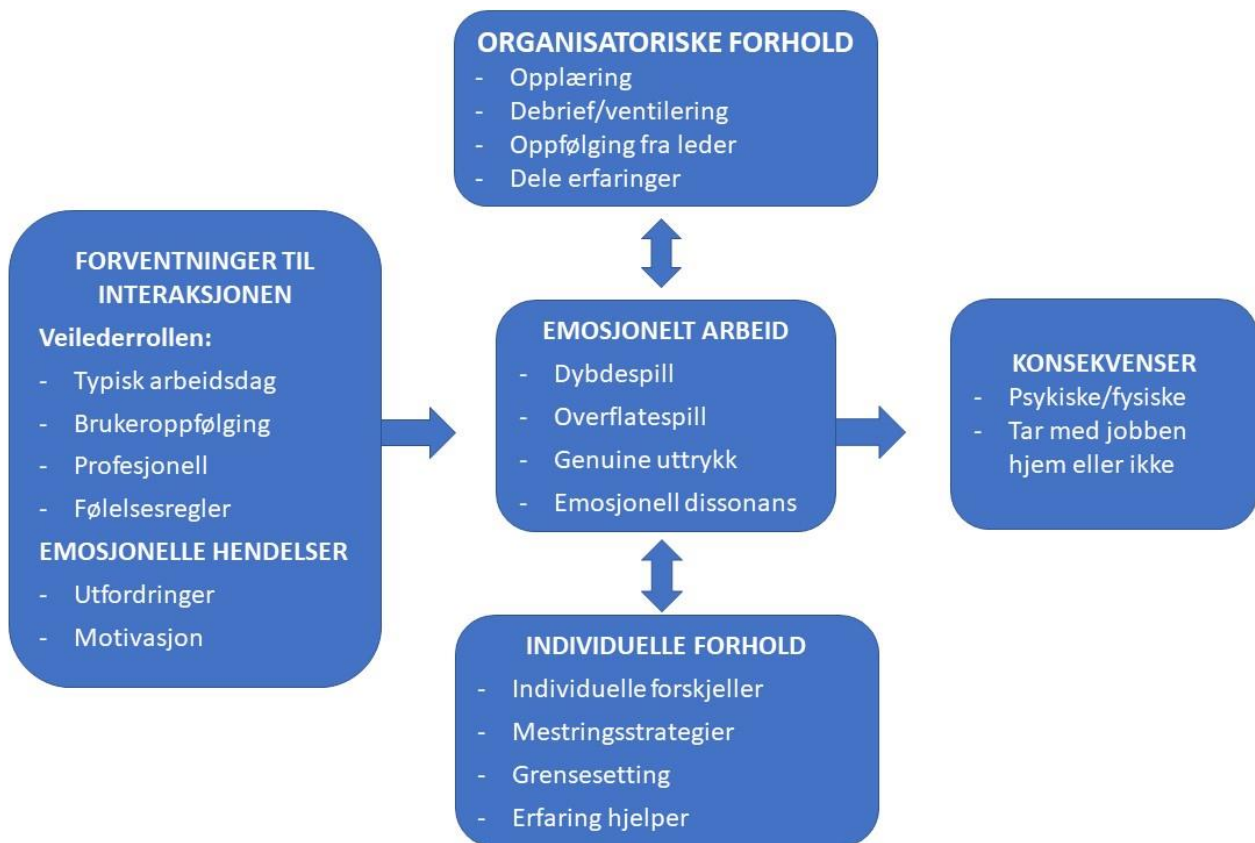 ORGANISATORISKE FORHOLD
- Opplæring
- Debrief/ventilering
- Oppfølging fra leder
- Dele erfaringer
FORVENTNINGER TIL
INTERAKSJONEN
Veilederrollen:
- Typisk arbeidsdag
- Brukeroppfølging
- Profesjonell
- Følelsesregler
EMOSJONELLE HENDELSER
- Utfordringer
- Motivasjon
EMOSJONELT ARBEID
- Dybdespill
- Overflatespill
- Genuine uttrykk
- Emosjonell dissonans
KONSEKVENSER
- Psykiske/fysiske
- Tar med jobben
hjem eller ikke
INDIVIDUELLE FORHOLD
- Individuelle forskjeller
- Mestringsstrategier
- Grensesetting
- Erfaring hjelper